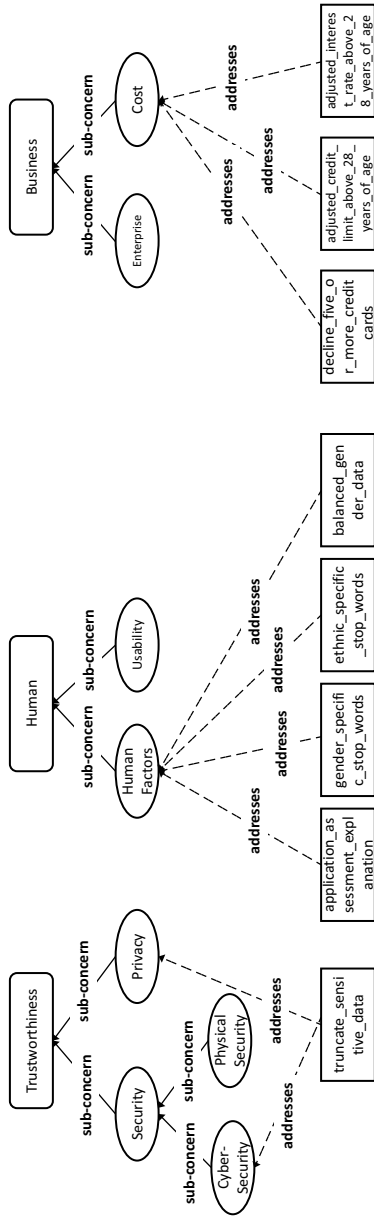 Trustworthiness
sub-concern
sub-concern
Security
Privacy
sub-concern
sub-concern
Cyber-
Security
Physical
Security
addresses
addresses
truncate_sensi
tive_data
Human
sub-concern
sub-concern
Human
Factors
Usability
addresses
addresses
addresses
addresses
application_as
sessment_expl
anation
gender_specifi
c_stop_words
ethnic_specific
_stop_words
balanced_gen
der_data
Business
sub-concern
sub-concern
Enterprise
Cost
addresses
addresses
addresses
decline_five_o
r_more_credit
cards
adjusted_credit_
limit_above_28_
years_of_age
adjusted_interes
t_rate_above_2
8_years_of_age